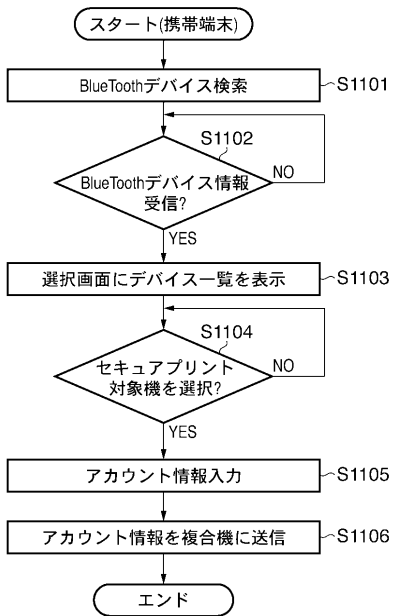 スタート(携帯端末)
BlueToothデバイス検索
S1101
S1102
BlueToothデバイス情報
受信?
NO
YES
選択画面にデバイス一覧を表示
S1103
S1104
セキュアプリント
対象機を選択?
NO
YES
アカウント情報入力
S1105
アカウント情報を複合機に送信
S1106
エンド